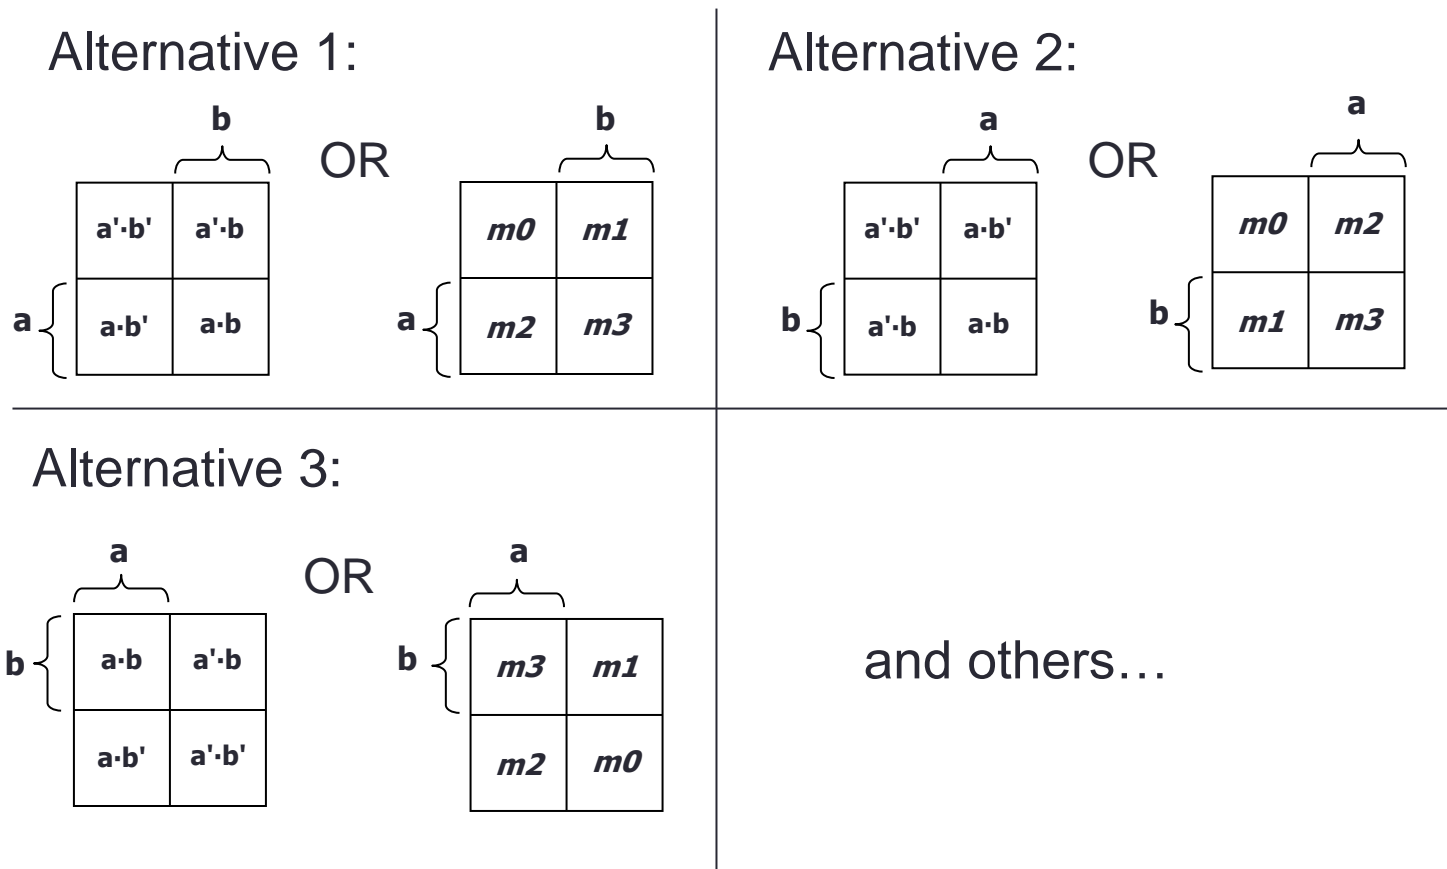 Alternative 1:
b
OR
a'·b' a'·b
a
a·b' a·b
b
m0 m1
a
m2 m3
Alternative 2:
a
OR
a'·b' a·b'
b
a'·b a·b
a
m0 m2
b
m1 m3
Alternative 3:
a
OR
b
a·b a'·b
a·b' a'·b'
a
b
m3 m1
m2 m0
and others…